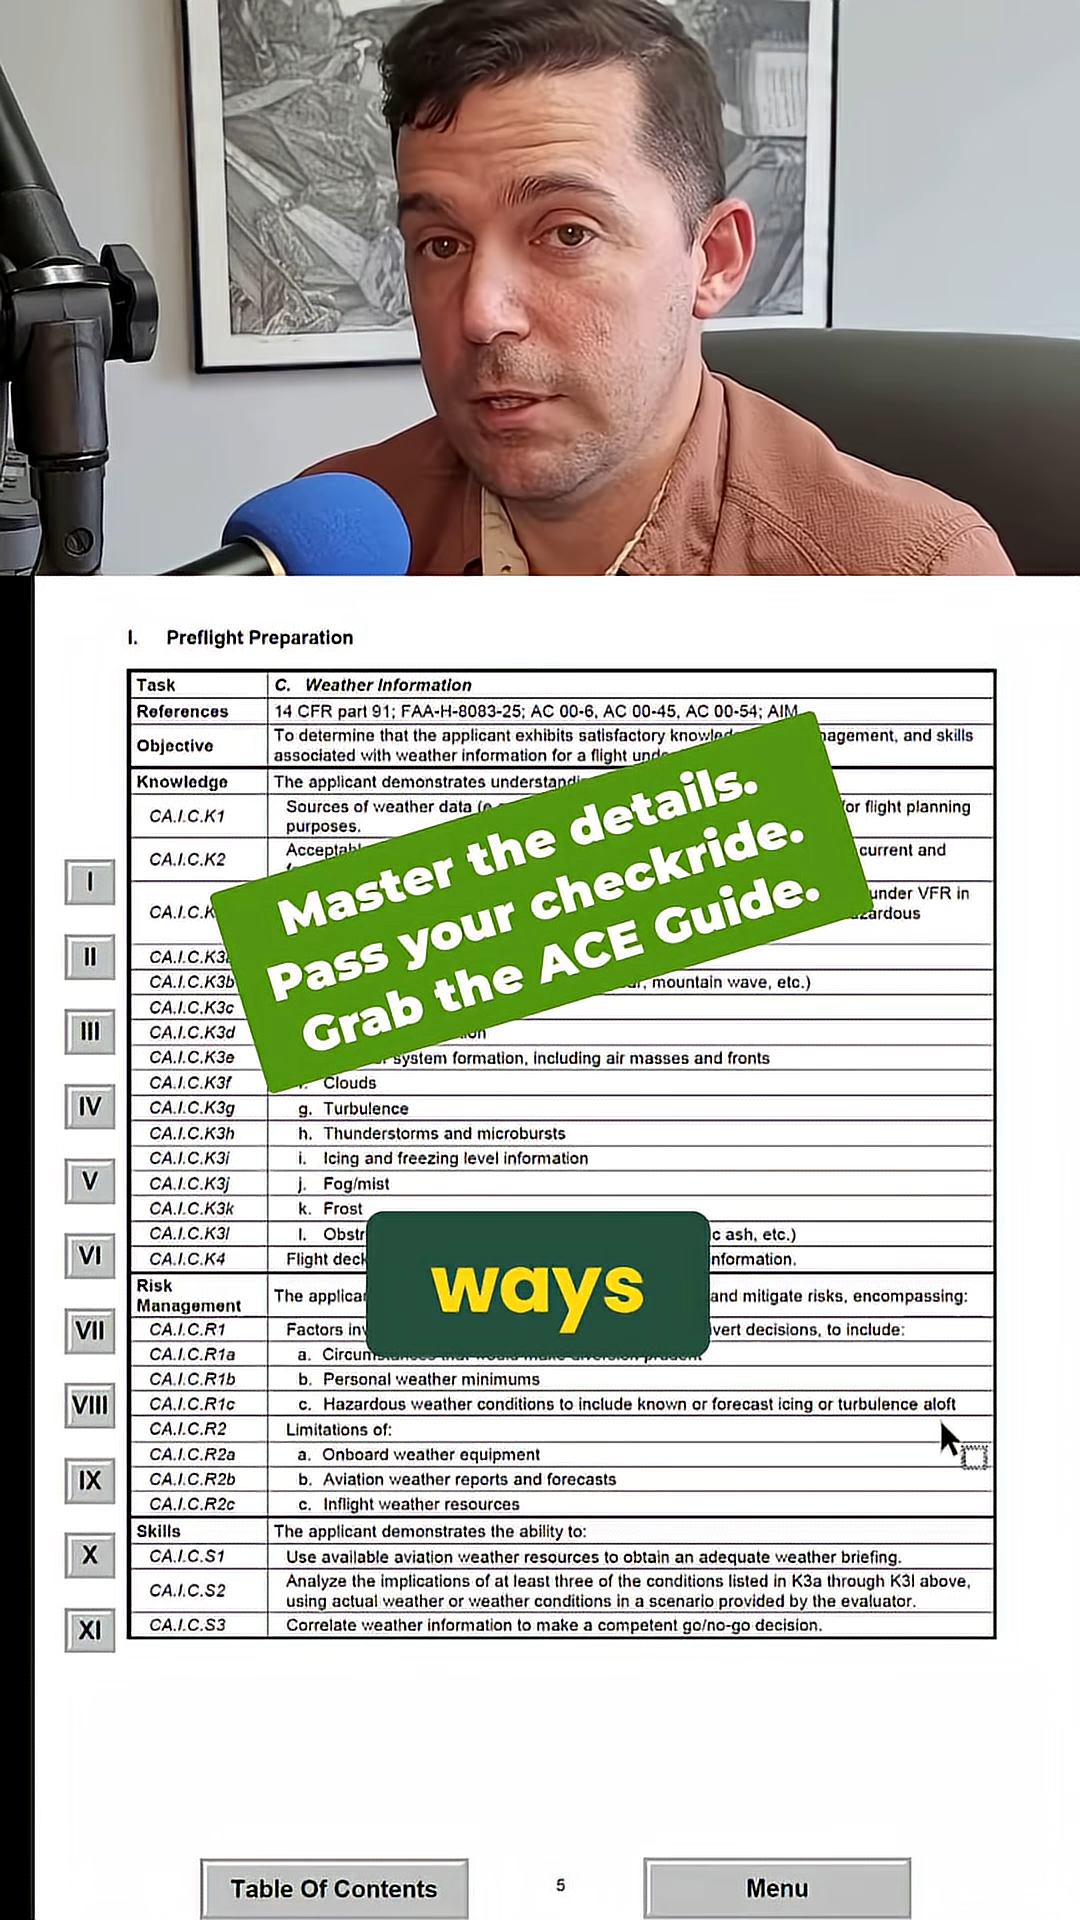 I. Preflight Preparation
Task C. Weather Information
References 14 CFR part 91; FAA-H-8083-25; AC 00-6, AC 00-45, AC 00-54; AIM
Objective To determine that the applicant exhibits satisfactory agement, and skills
associated with weather information for a flight
Knowledge The applicant demonstrates
CA.I.C.K1 Sources of weather data for flight planning
purposes.
CA.I.C.K2 current and
under VFR in
CA.I.C.K
CA.I.C.K3b mountain wave, etc.)
CA.I.C.K3c
CA.I.C.K3d
CA.I.C.K3e system formation, including air masses and fronts
CA.I.C.K3f Clouds
CA.I.C.K3g g. Turbulence
CA.I.C.K3h h. Thunderstorms and microbursts
CA.I.C.K3i i. Icing and freezing level information
CA.I.C.K3j j. Fog/mist
CA.I.C.K3k k. Frost
CA.I.C.K3l l. ash, etc.)
CA.I.C.K4 Flight
Risk
Management The and mitigate risks, encompassing:
CA.I.C.R1 Factors decisions, to include:
CA.I.C.R1a a.
CA.I.C.R1b b. Personal weather minimums
CA.I.C.R1c c. Hazardous weather conditions to include known or forecast icing or turbulence aloft
CA.I.C.R2 Limitations of:
CA.I.C.R2a a. Onboard weather equipment
CA.I.C.R2b b. Aviation weather reports and forecasts
CA.I.C.R2c c. Inflight weather resources
Skills The applicant demonstrates the ability to:
CA.I.C.S1 Use available aviation weather resources to obtain an adequate weather briefing.
CA.I.C.S2 Analyze the implications of at least three of the conditions listed in K3a through K3l above,
using actual weather or weather conditions in a scenario provided by the evaluator.
CA.I.C.S3 Correlate weather information to make a competent go/no-go decision.
Master the details.
Pass your checkride.
Grab the ACE Guide.
ways
I
II
III
IV
V
VI
VII
VIII
IX
X
XI
Table Of Contents
5
Menu